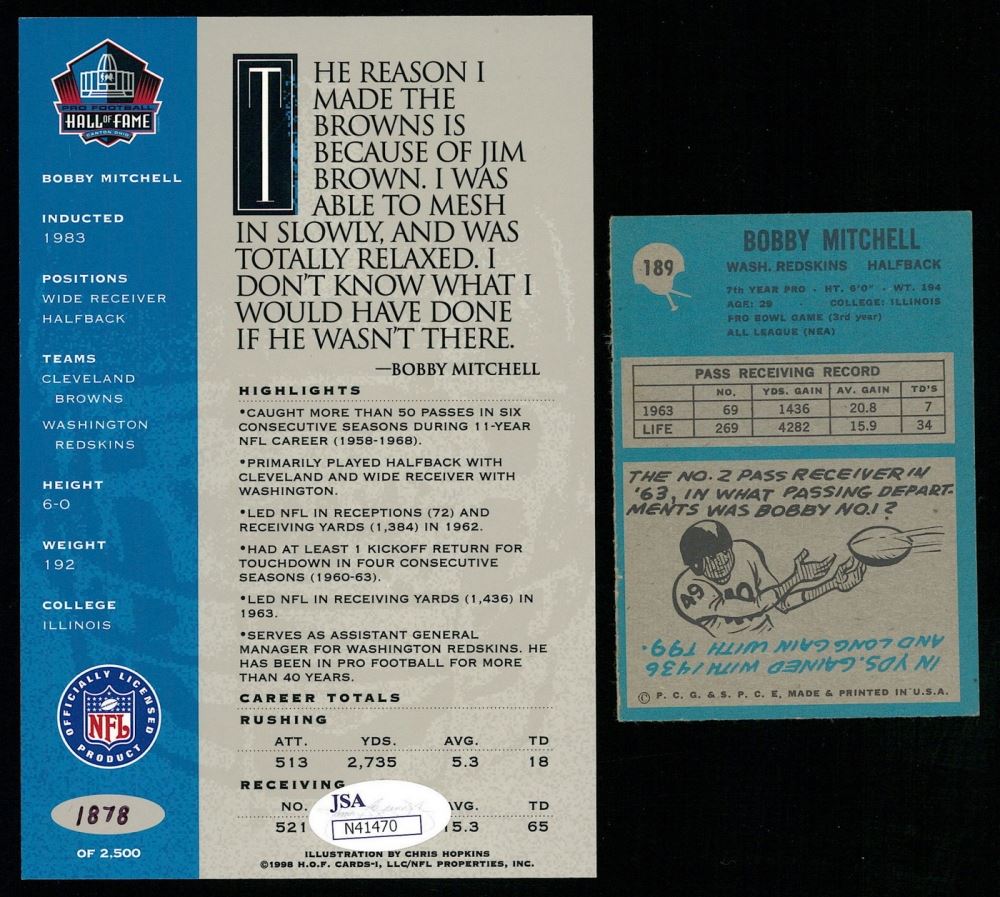 PRO FOOTBALL
HALL OF FAME
CANTON OHIO
BOBBY MITCHELL
INDUCTED
1983
POSITIONS
WIDE RECEIVER
HALFBACK
TEAMS
CLEVELAND
BROWNS
WASHINGTON
REDSKINS
HEIGHT
6-0
WEIGHT
192
COLLEGE
ILLINOIS
OFFICIALLY LICENSED
NFL
PRODUCT
1878
OF 2,500
THE REASON I
MADE THE
BROWNS IS
BECAUSE OF JIM
BROWN. I WAS
ABLE TO MESH
IN SLOWLY, AND WAS
TOTALLY RELAXED. I
DON'T KNOW WHAT I
WOULD HAVE DONE
IF HE WASN'T THERE.
—BOBBY MITCHELL
HIGHLIGHTS
•CAUGHT MORE THAN 50 PASSES IN SIX
CONSECUTIVE SEASONS DURING 11-YEAR
NFL CAREER (1958-1968).
•PRIMARILY PLAYED HALFBACK WITH
CLEVELAND AND WIDE RECEIVER WITH
WASHINGTON.
•LED NFL IN RECEPTIONS (72) AND
RECEIVING YARDS (1,384) IN 1962.
•HAD AT LEAST 1 KICKOFF RETURN FOR
TOUCHDOWN IN FOUR CONSECUTIVE
SEASONS (1960-63).
•LED NFL IN RECEIVING YARDS (1,436) IN
1963.
•SERVES AS ASSISTANT GENERAL
MANAGER FOR WASHINGTON REDSKINS. HE
HAS BEEN IN PRO FOOTBALL FOR MORE
THAN 40 YEARS.
CAREER TOTALS
RUSHING
ATT. YDS. AVG. TD
513 2,735 5.3 18
RECEIVING
NO. AVG. TD
521 15.3 65
JSA
N41470
ILLUSTRATION BY CHRIS HOPKINS
©1998 H.O.F. CARDS-I, LLC/NFL PROPERTIES, INC.
189
BOBBY MITCHELL
WASH. REDSKINS HALFBACK
7th YEAR PRO • HT. 6'0" • WT. 194
AGE: 29 • COLLEGE: ILLINOIS
PRO BOWL GAME (3rd year)
ALL LEAGUE (NEA)
PASS RECEIVING RECORD
NO. YDS. GAIN AV. GAIN TD'S
1963 69 1436 20.8 7
LIFE 269 4282 15.9 34
THE NO. 2 PASS RECEIVER IN
'63, IN WHAT PASSING DEPART-
MENTS WAS BOBBY NO. 1?
49
IN YDS. GAINED WITH 1436
AND LONG GAIN WITH T99.
© P. C. G. & S. P. C. E, MADE & PRINTED IN U.S.A.